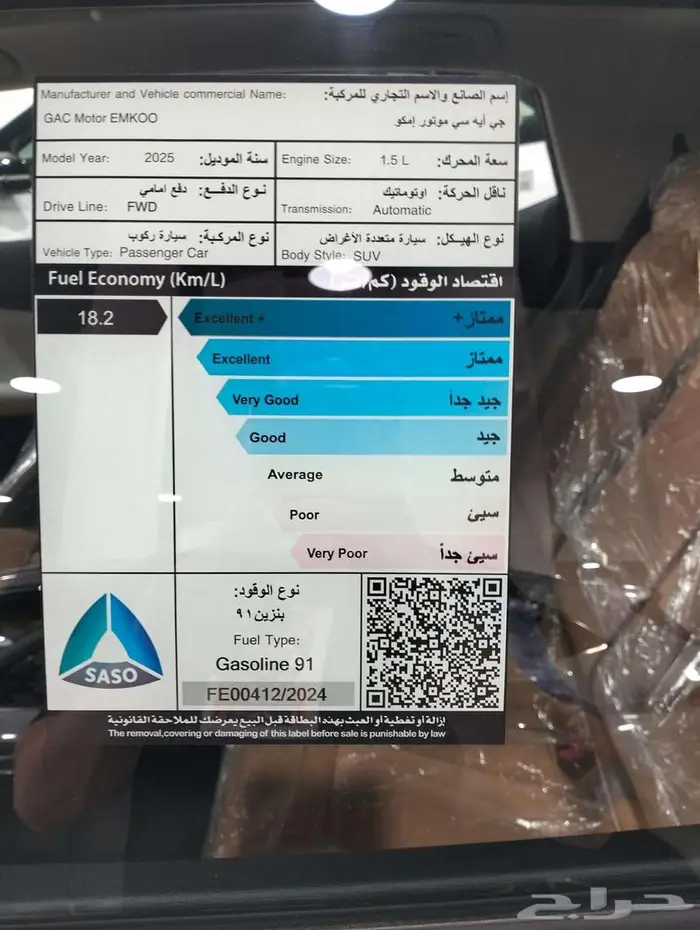 Manufacturer and Vehicle commercial Name: إسم الصانع والاسم التجاري للمركبة:
GAC Motor EMKOO جي أيه سي موتور إمكو
Model Year: 2025 سنة الموديل:
Engine Size: 1.5 L سعة المحرك:
Drive Line: دفع امامي نوع الدفع:
FWD
Transmission: اوتوماتيك ناقل الحركة:
Automatic
Vehicle Type: سيارة ركوب نوع المركبة:
Passenger Car
Body Style: سيارة متعددة الأغراض نوع الهيكل:
SUV
Fuel Economy (Km/L) اقتصاد الوقود (كم/
18.2
Excellent + ممتاز+
Excellent ممتاز
Very Good جيد جداً
Good جيد
Average متوسط
Poor سيئ
Very Poor سيئ جداً
SASO
نوع الوقود:
بنزين ٩١
Fuel Type:
Gasoline 91
FE00412/2024
إزالة أو تغطية أو العبث بهذه البطاقة قبل البيع يعرضك للملاحقة القانونية
The removal,covering or damaging of this label before sale is punishable by law
حراج